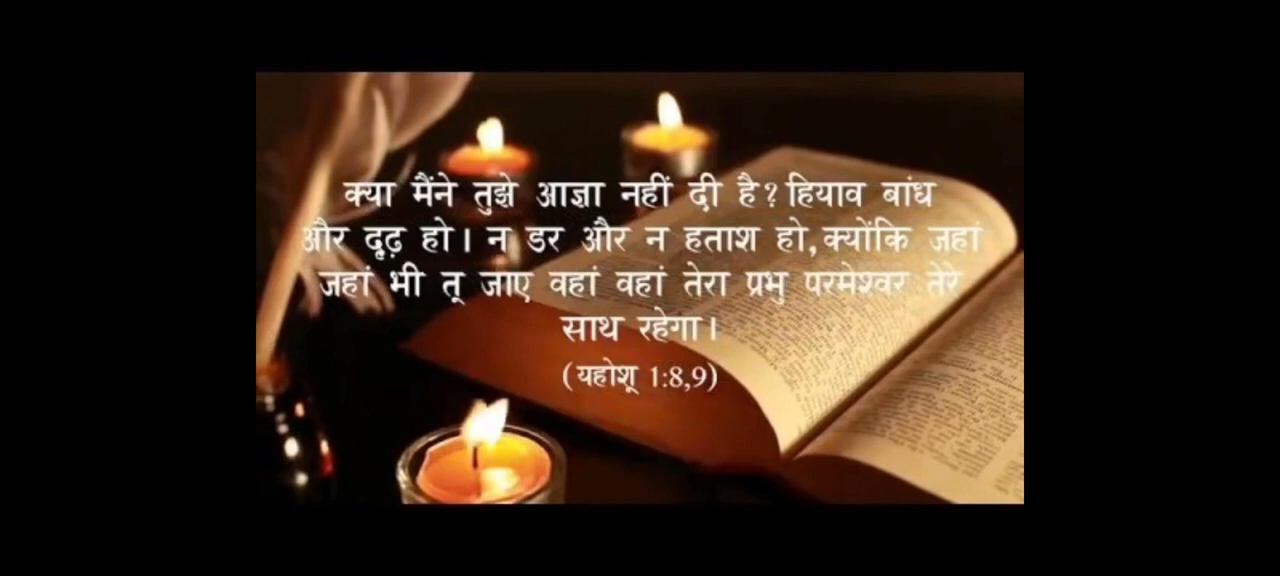 क्या मैंने तुझे आज्ञा नहीं दी है? हियाव बांध
और दृढ़ हो। न डर और न हताश हो, क्योंकि जहां
जहां भी तू जाए वहां वहां तेरा प्रभु परमेश्वर तेरे
साथ रहेगा।
(यहोशू 1:8,9)